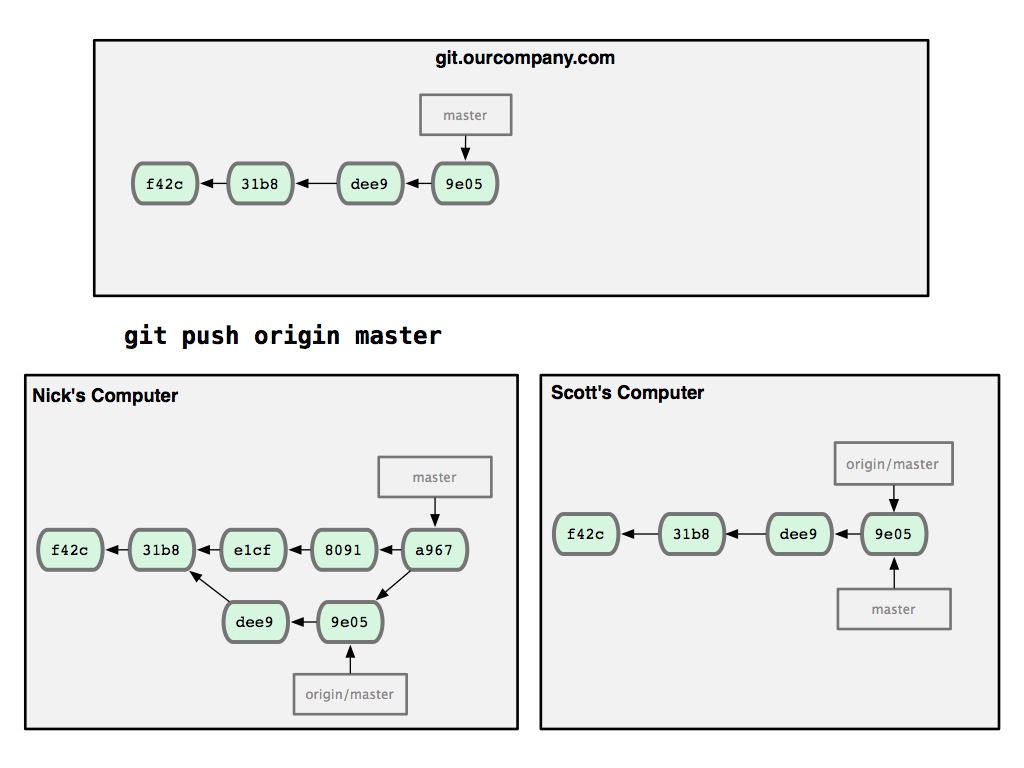 git.ourcompany.com
master
f42c
31b8
dee9
9e05
git push origin master
Nick's Computer
master
f42c
31b8
e1cf
8091
a967
dee9
9e05
origin/master
Scott's Computer
origin/master
f42c
31b8
dee9
9e05
master